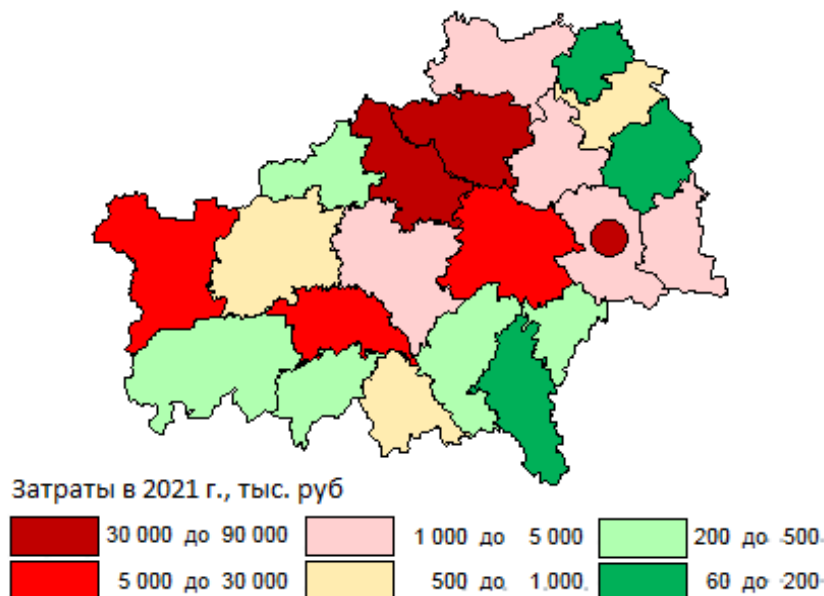 Затраты в 2021 г., тыс. руб
30 000 до 90 000 1 000 до 5 000 200 до 500
5 000 до 30 000 500 до 1 000 60 до 200